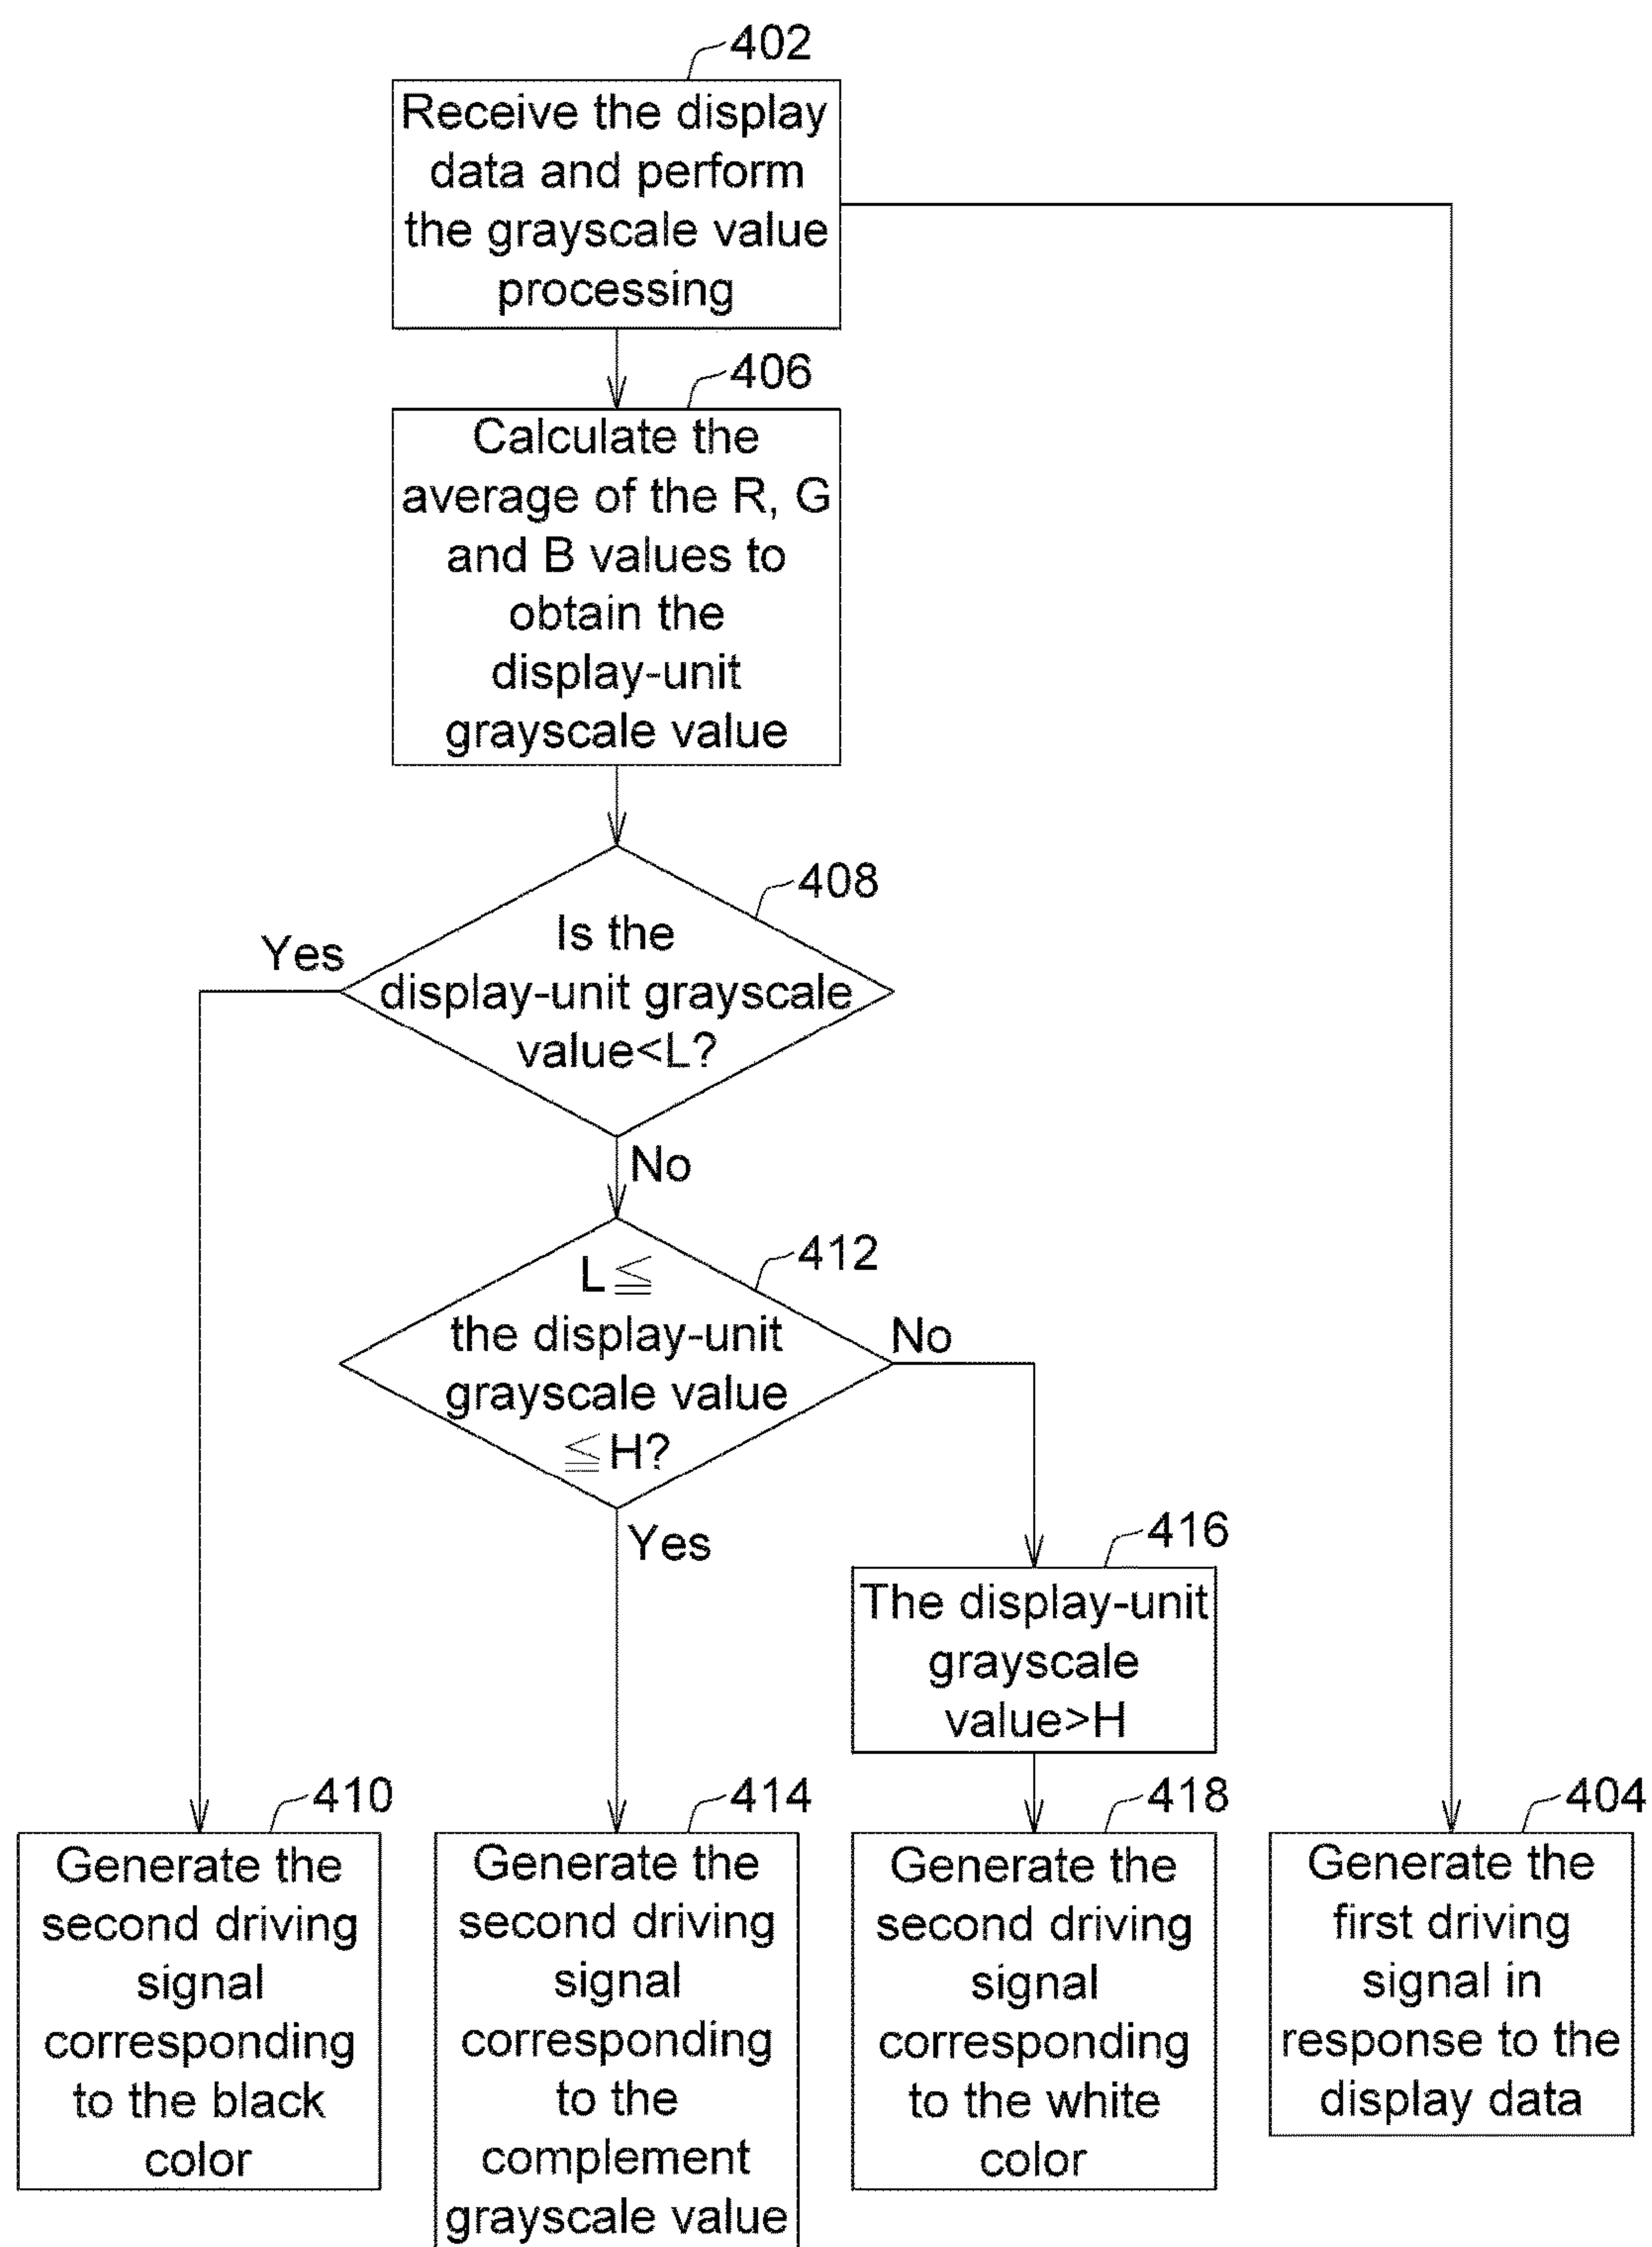 402
Receive the display
data and perform
the grayscale value
processing
406
Calculate the
average of the R, G
and B values to
obtain the
display-unit
grayscale value
408
Is the
display-unit grayscale
value<L?
Yes
No
412
L≦
the display-unit
grayscale value
≦H?
No
Yes
416
The display-unit
grayscale
value>H
410
Generate the
second driving
signal
corresponding
to the black
color
414
Generate the
second driving
signal
corresponding
to the
complement
grayscale value
418
Generate the
second driving
signal
corresponding
to the white
color
404
Generate the
first driving
signal in
response to the
display data